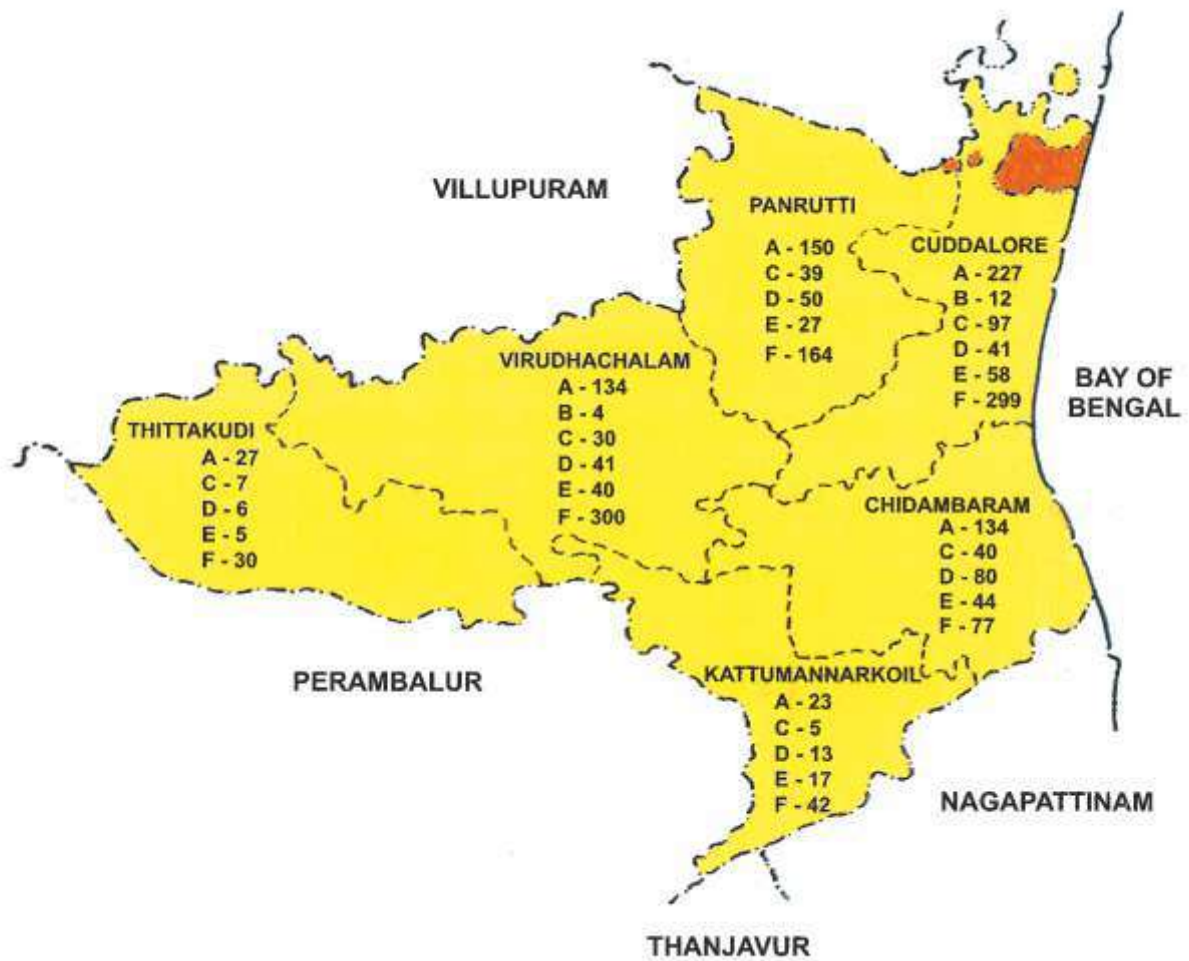 VILLUPURAM
PANRUTTI
A - 150
C - 39
D - 50
E - 27
F - 164
CUDDALORE
A - 227
B - 12
C - 97
D - 41
E - 58
F - 299
BAY OF
BENGAL
VIRUDHACHALAM
A - 134
B - 4
C - 30
D - 41
E - 40
F - 300
THITTAKUDI
A - 27
C - 7
D - 6
E - 5
F - 30
CHIDAMBARAM
A - 134
C - 40
D - 80
E - 44
F - 77
PERAMBALUR
KATTUMANNARKOIL
A - 23
C - 5
D - 13
E - 17
F - 42
NAGAPATTINAM
THANJAVUR